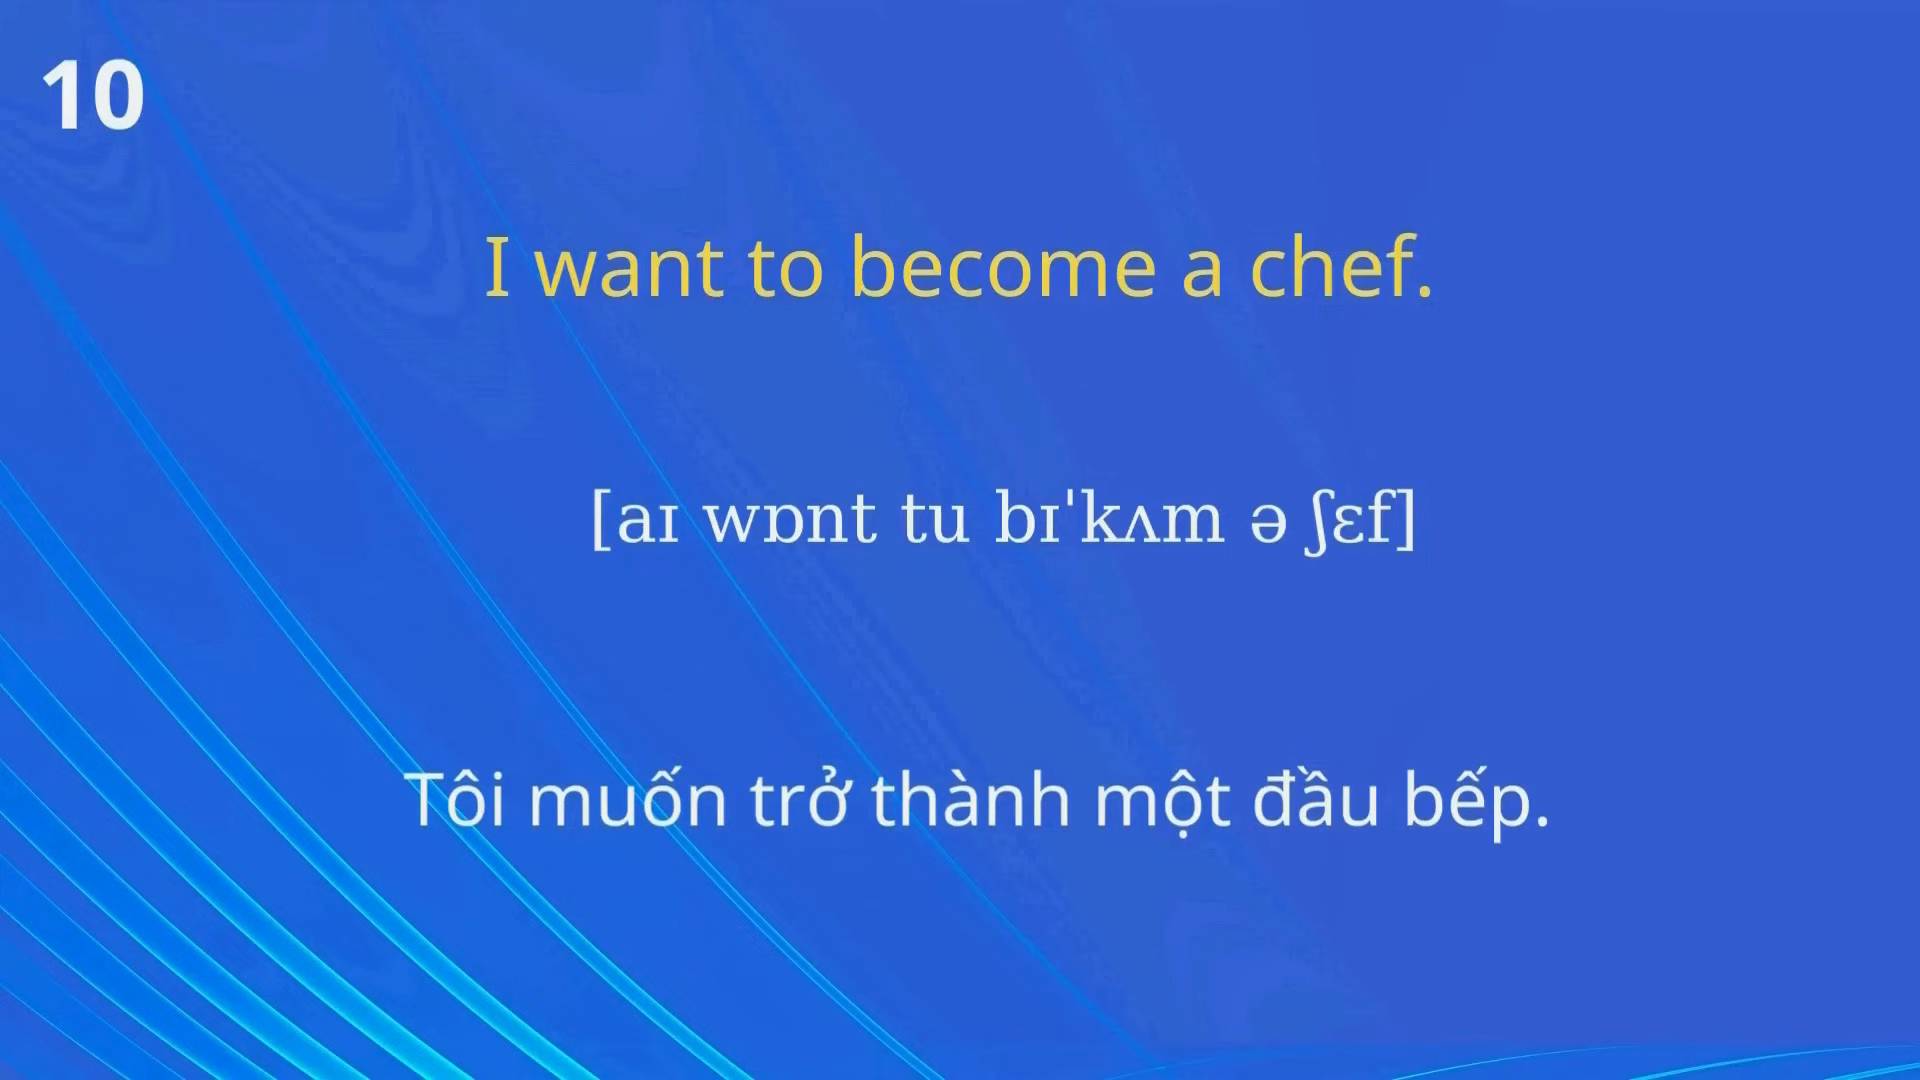 10
I want to become a chef.
[aɪ wɒnt tu bɪˈkʌm ə ʃɛf]
Tôi muốn trở thành một đầu bếp.